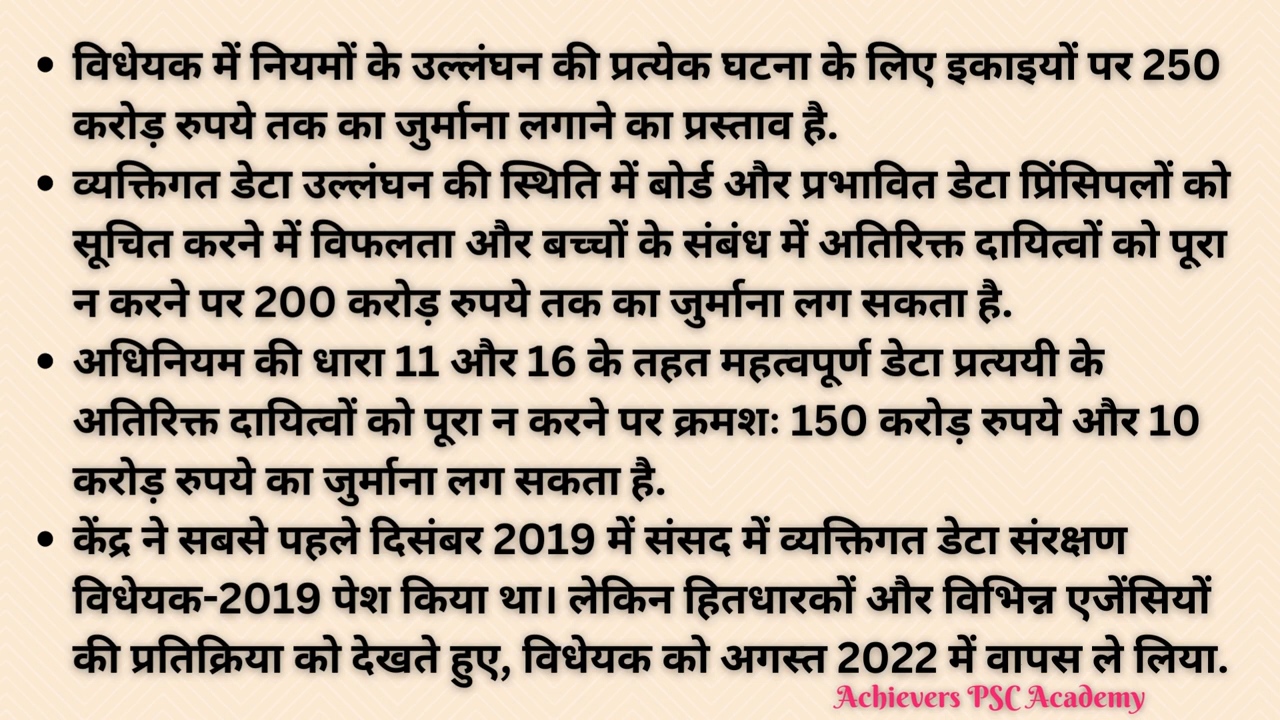 • विधेयक में नियमों के उल्लंघन की प्रत्येक घटना के लिए इकाइयों पर 250
करोड़ रुपये तक का जुर्माना लगाने का प्रस्ताव है.
• व्यक्तिगत डेटा उल्लंघन की स्थिति में बोर्ड और प्रभावित डेटा प्रिंसिपलों को
सूचित करने में विफलता और बच्चों के संबंध में अतिरिक्त दायित्वों को पूरा
न करने पर 200 करोड़ रुपये तक का जुर्माना लग सकता है.
• अधिनियम की धारा 11 और 16 के तहत महत्वपूर्ण डेटा प्रत्ययी के
अतिरिक्त दायित्वों को पूरा न करने पर क्रमशः 150 करोड़ रुपये और 10
करोड़ रुपये का जुर्माना लग सकता है.
• केंद्र ने सबसे पहले दिसंबर 2019 में संसद में व्यक्तिगत डेटा संरक्षण
विधेयक-2019 पेश किया था। लेकिन हितधारकों और विभिन्न एजेंसियों
की प्रतिक्रिया को देखते हुए, विधेयक को अगस्त 2022 में वापस ले लिया.
Achievers PSC Academy